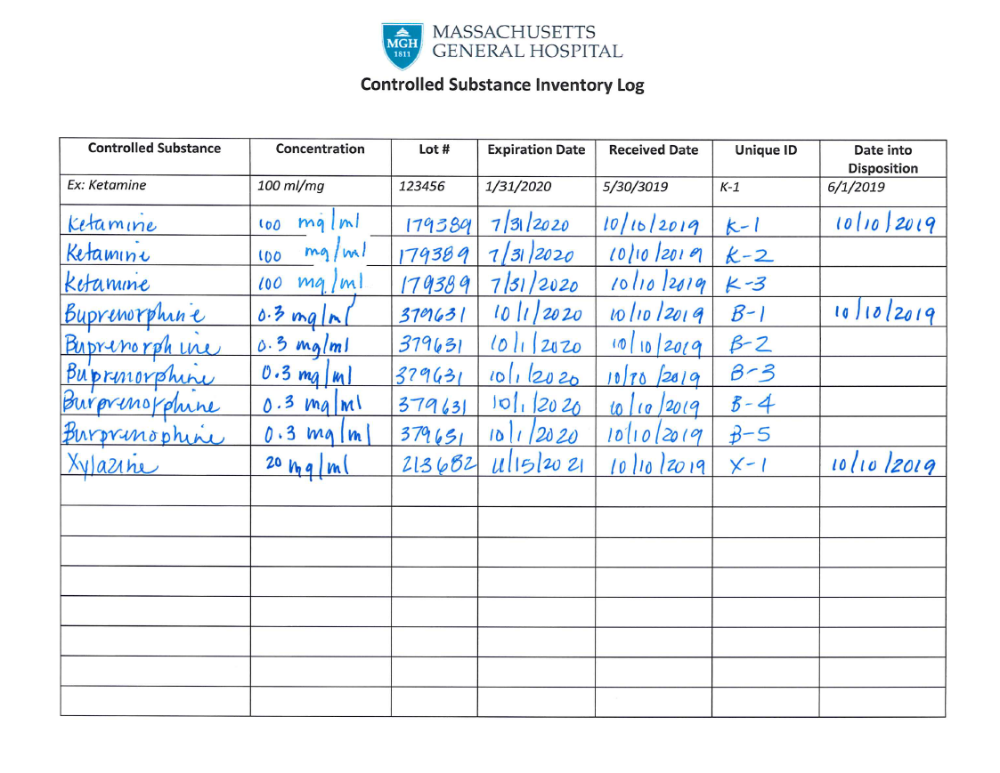 MGH
1811
MASSACHUSETTS
GENERAL HOSPITAL
Controlled Substance Inventory Log
Controlled Substance Concentration Lot # Expiration Date Received Date Unique ID Date into Disposition
Ex: Ketamine 100 ml/mg 123456 1/31/2020 5/30/3019 K-1 6/1/2019
Ketamine 100 mg/ml 179389 7/31/2020 10/10/2019 K-1 10/10/2019
Ketamine 100 mg/ml 179389 7/31/2020 10/10/2019 K-2
Ketamine 100 mg/ml 179389 7/31/2020 10/10/2019 K-3
Buprenorphine 0.3 mg/ml 379631 10/1/2020 10/10/2019 B-1 10/10/2019
Buprenorphine 0.3 mg/ml 379631 10/1/2020 10/10/2019 B-2
Buprenorphine 0.3 mg/ml 379631 10/1/2020 10/10/2019 B-3
Burprenorphine 0.3 mg/ml 379631 10/1/2020 10/10/2019 B-4
Burprenophine 0.3 mg/ml 379631 10/1/2020 10/10/2019 B-5
Xylazine 20 mg/ml 213682 11/15/2021 10/10/2019 X-1 10/10/2019